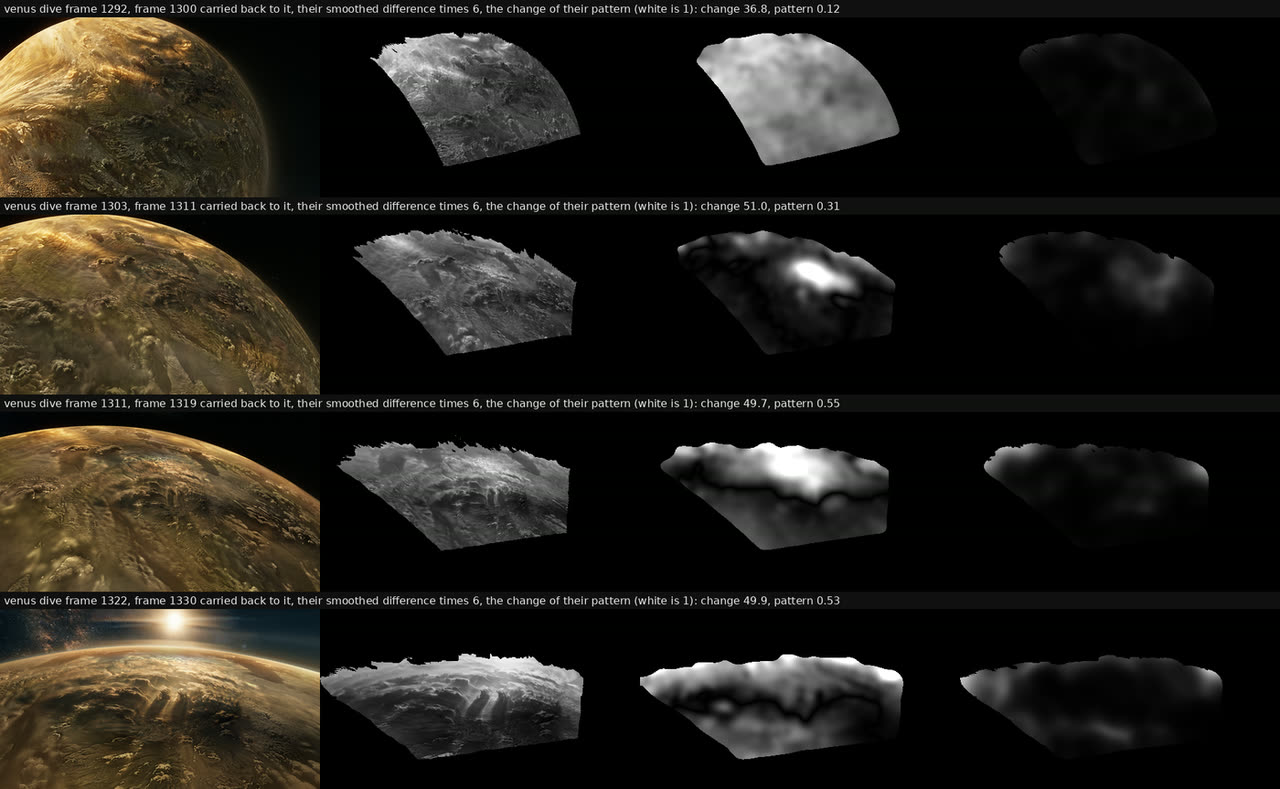 venus dive frame 1292, frame 1300 carried back to it, their smoothed difference times 6, the change of their pattern (white is 1): change 36.8, pattern 0.12
venus dive frame 1303, frame 1311 carried back to it, their smoothed difference times 6, the change of their pattern (white is 1): change 51.0, pattern 0.31
venus dive frame 1311, frame 1319 carried back to it, their smoothed difference times 6, the change of their pattern (white is 1): change 49.7, pattern 0.55
venus dive frame 1322, frame 1330 carried back to it, their smoothed difference times 6, the change of their pattern (white is 1): change 49.9, pattern 0.53